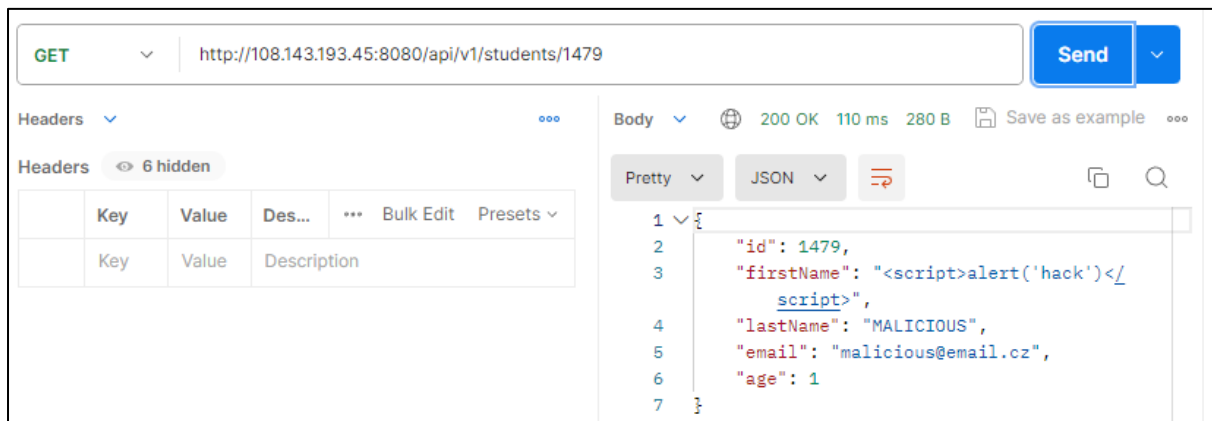 GET http://108.143.193.45:8080/api/v1/students/1479 Send
Headers ooo
Headers 6 hidden
Key Value Des... ••• Bulk Edit Presets
Key Value Description
Body 200 OK 110 ms 280 B Save as example ooo
Pretty JSON
1 {
2 "id": 1479,
3 "firstName": "<script>alert('hack')</
script>",
4 "lastName": "MALICIOUS",
5 "email": "malicious@email.cz",
6 "age": 1
7 }